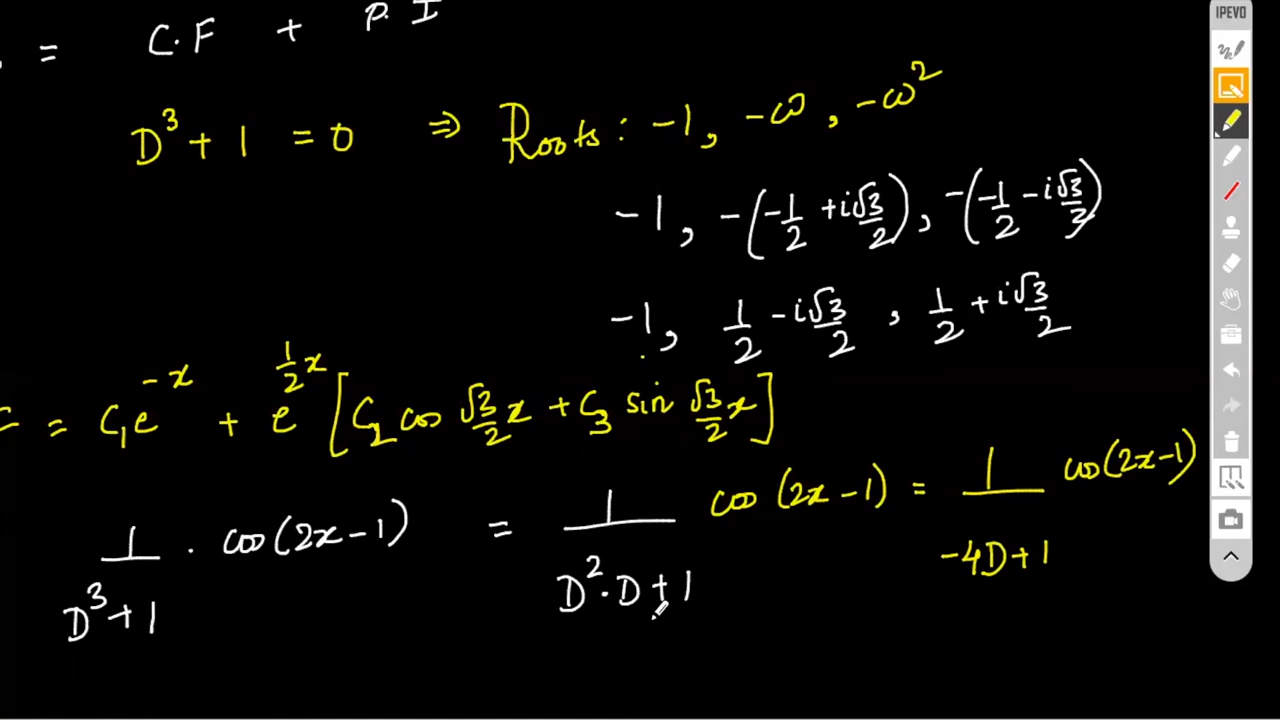 = C.F + P.I
D³ + 1 = 0 ⇒ Roots : -1, -ω, -ω²
-1, -(-1/2 + i√3/2), -(-1/2 - i√3/2)
-1, 1/2 - i√3/2, 1/2 + i√3/2
= C₁e^(-x) + e^(1/2 x) [C₂ cos √3/2 x + C₃ sin √3/2 x]
1/(D³ + 1) . cos(2x-1) = 1/(D² · D + 1) cos(2x-1) = 1/(-4D+1) cos(2x-1)
IPEVO